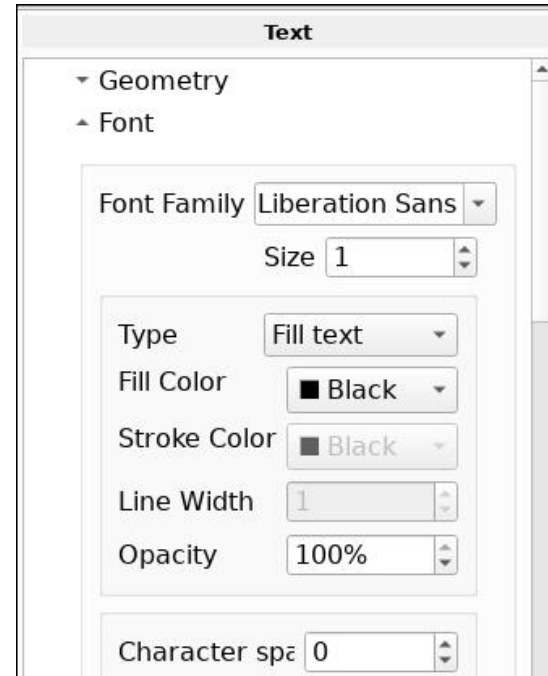 Text
Geometry
Font
Font Family Liberation Sans
Size 1
Type Fill text
Fill Color Black
Stroke Color Black
Line Width 1
Opacity 100%
Character spa 0